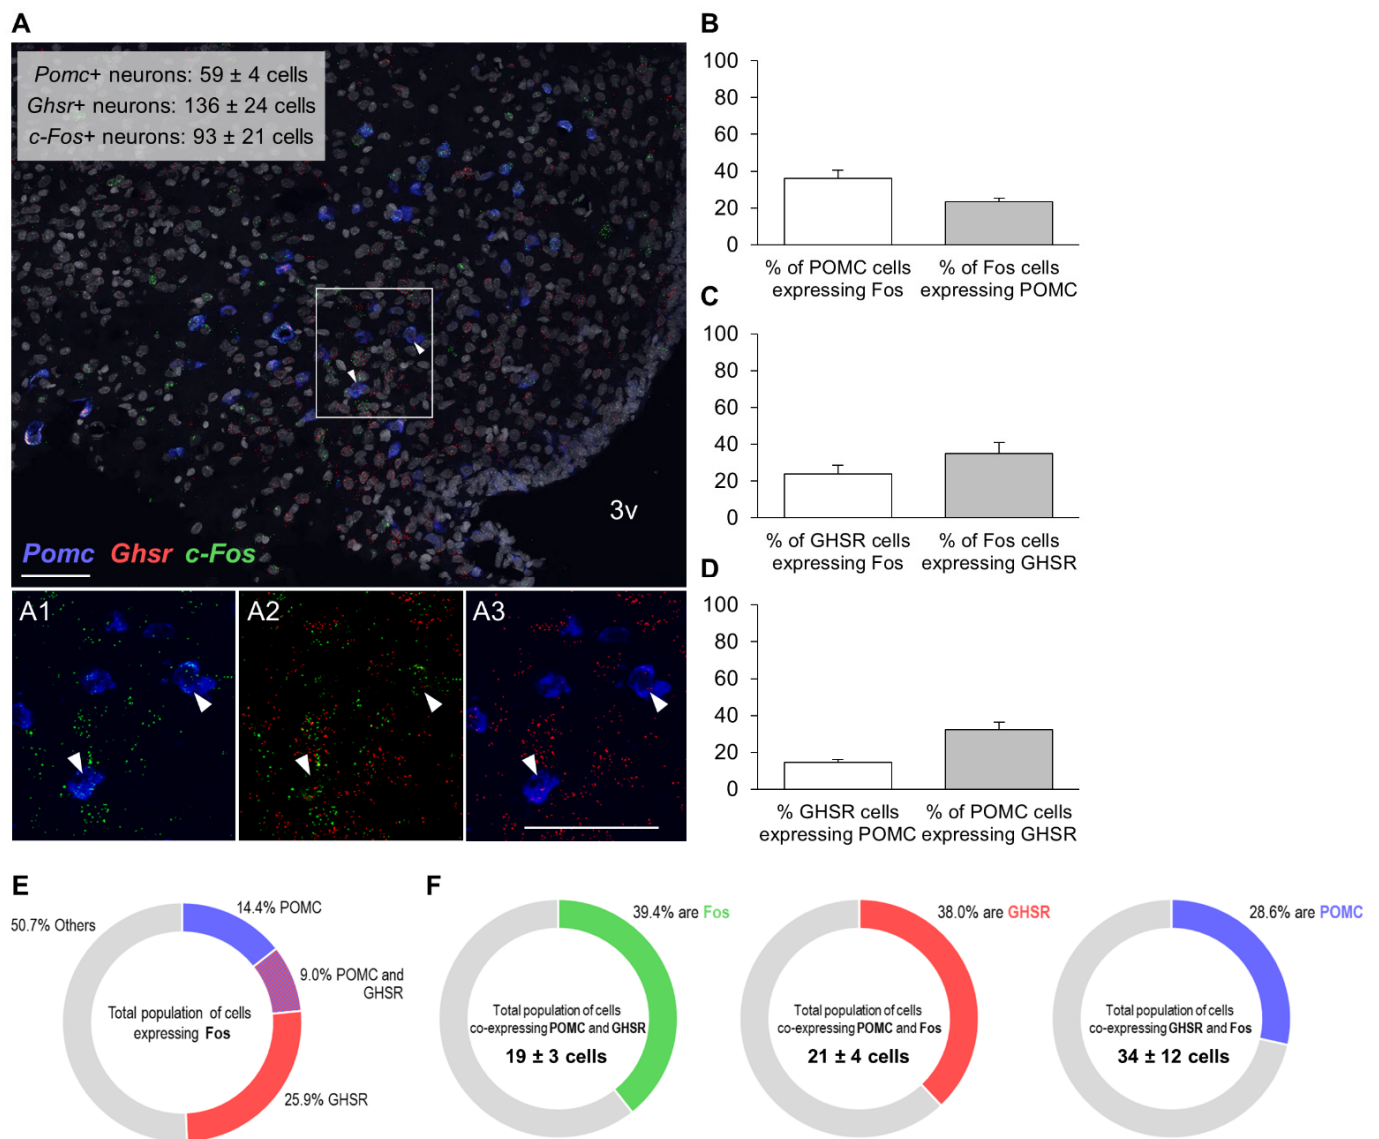 A
Pomc+ neurons: 59 ± 4 cells
Ghsr+ neurons: 136 ± 24 cells
c-Fos+ neurons: 93 ± 21 cells
3v
Pomc Ghsr c-Fos
A1
A2
A3
B
100
80
60
40
20
0
% of POMC cells
expressing Fos
% of Fos cells
expressing POMC
C
100
80
60
40
20
0
% of GHSR cells
expressing Fos
% of Fos cells
expressing GHSR
D
100
80
60
40
20
0
% GHSR cells
expressing POMC
% of POMC cells
expressing GHSR
E
50.7% Others
14.4% POMC
9.0% POMC and
GHSR
25.9% GHSR
Total population of cells
expressing Fos
F
39.4% are Fos
Total population of cells
co-expressing POMC and GHSR
19 ± 3 cells
38.0% are GHSR
Total population of cells
co-expressing POMC and Fos
21 ± 4 cells
28.6% are POMC
Total population of cells
co-expressing GHSR and Fos
34 ± 12 cells